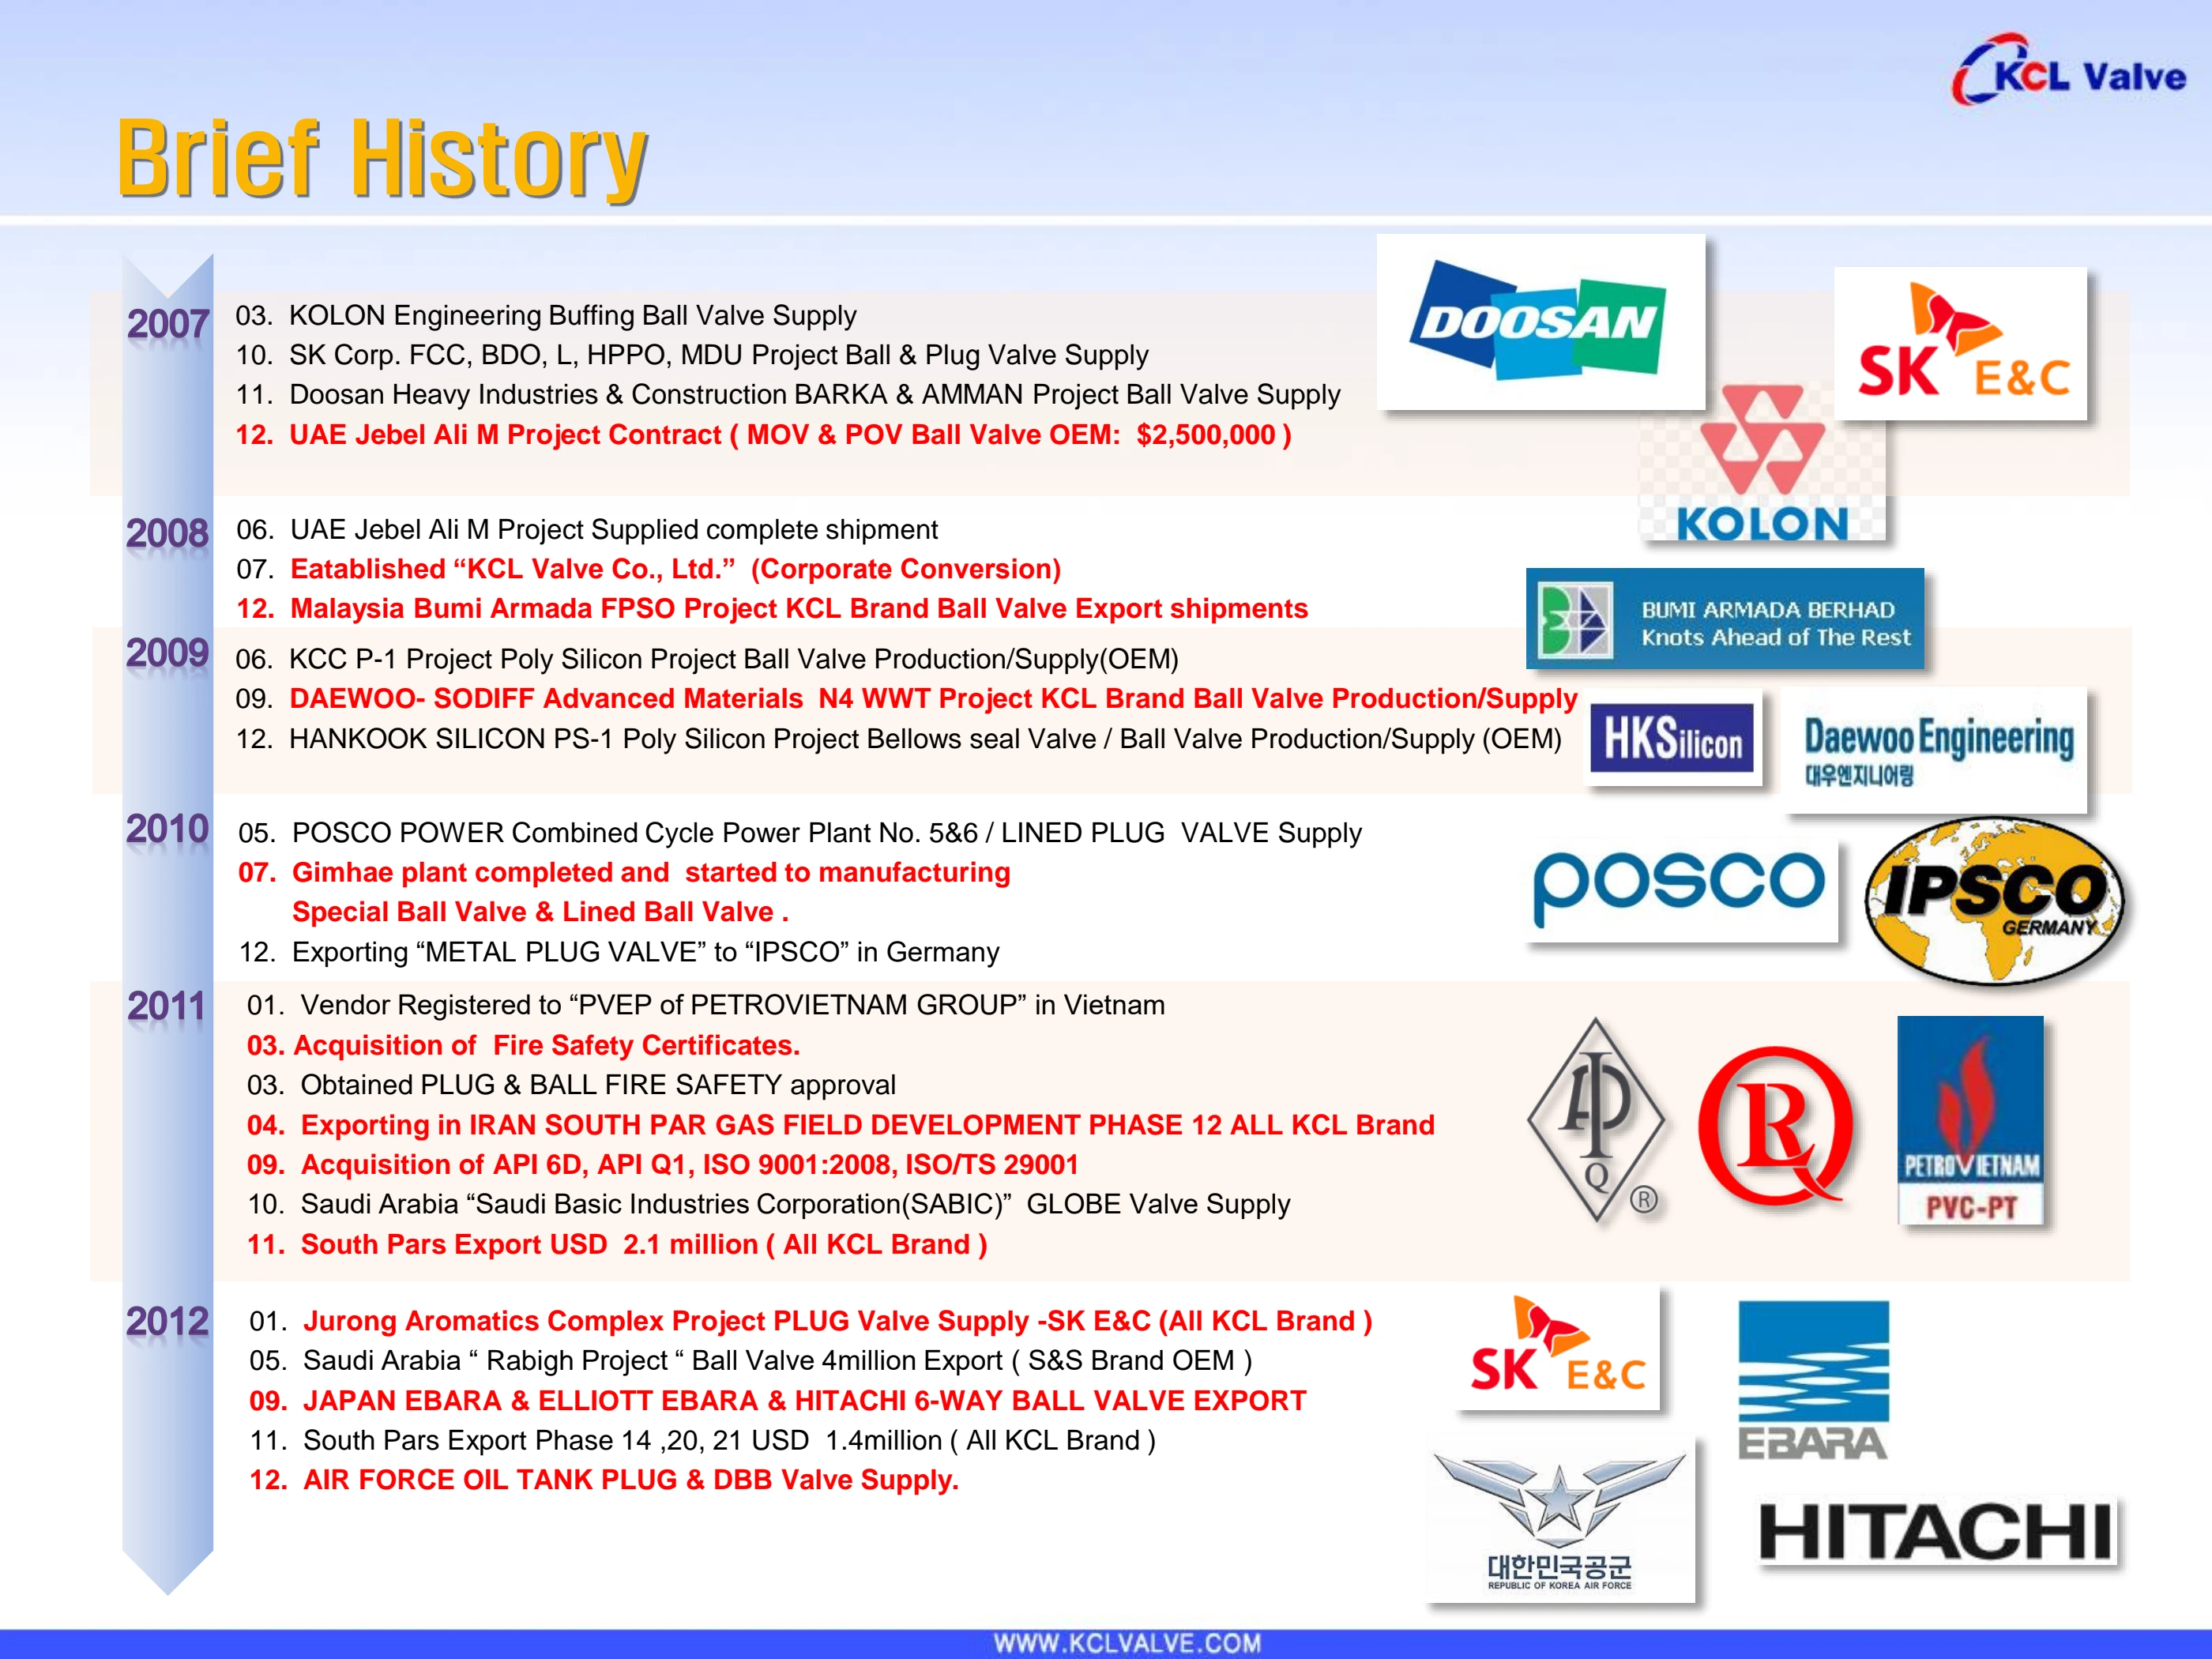 KCL Valve
Brief History
2007
03. KOLON Engineering Buffing Ball Valve Supply
10. SK Corp. FCC, BDO, L, HPPO, MDU Project Ball & Plug Valve Supply
11. Doosan Heavy Industries & Construction BARKA & AMMAN Project Ball Valve Supply
12. UAE Jebel Ali M Project Contract ( MOV & POV Ball Valve OEM: $2,500,000 )
DOOSAN
SK E&C
KOLON
2008
06. UAE Jebel Ali M Project Supplied complete shipment
07. Eatablished “KCL Valve Co., Ltd.” (Corporate Conversion)
12. Malaysia Bumi Armada FPSO Project KCL Brand Ball Valve Export shipments
BUMI ARMADA BERHAD
Knots Ahead of The Rest
2009
06. KCC P-1 Project Poly Silicon Project Ball Valve Production/Supply(OEM)
09. DAEWOO- SODIFF Advanced Materials N4 WWT Project KCL Brand Ball Valve Production/Supply
12. HANKOOK SILICON PS-1 Poly Silicon Project Bellows seal Valve / Ball Valve Production/Supply (OEM)
HKSilicon
Daewoo Engineering
대우엔지니어링
2010
05. POSCO POWER Combined Cycle Power Plant No. 5&6 / LINED PLUG VALVE Supply
07. Gimhae plant completed and started to manufacturing
Special Ball Valve & Lined Ball Valve .
12. Exporting “METAL PLUG VALVE” to “IPSCO” in Germany
posco
IPSCO
GERMANY
2011
01. Vendor Registered to “PVEP of PETROVIETNAM GROUP” in Vietnam
03. Acquisition of Fire Safety Certificates.
03. Obtained PLUG & BALL FIRE SAFETY approval
04. Exporting in IRAN SOUTH PAR GAS FIELD DEVELOPMENT PHASE 12 ALL KCL Brand
09. Acquisition of API 6D, API Q1, ISO 9001:2008, ISO/TS 29001
10. Saudi Arabia “Saudi Basic Industries Corporation(SABIC)” GLOBE Valve Supply
11. South Pars Export USD 2.1 million ( All KCL Brand )
API
Q
®
LRQ
PETROVIETNAM
PVC-PT
2012
01. Jurong Aromatics Complex Project PLUG Valve Supply -SK E&C (All KCL Brand )
05. Saudi Arabia “ Rabigh Project “ Ball Valve 4million Export ( S&S Brand OEM )
09. JAPAN EBARA & ELLIOTT EBARA & HITACHI 6-WAY BALL VALVE EXPORT
11. South Pars Export Phase 14 ,20, 21 USD 1.4million ( All KCL Brand )
12. AIR FORCE OIL TANK PLUG & DBB Valve Supply.
SK E&C
EBARA
대한민국공군
REPUBLIC OF KOREA AIR FORCE
HITACHI
WWW.KCLVALVE.COM